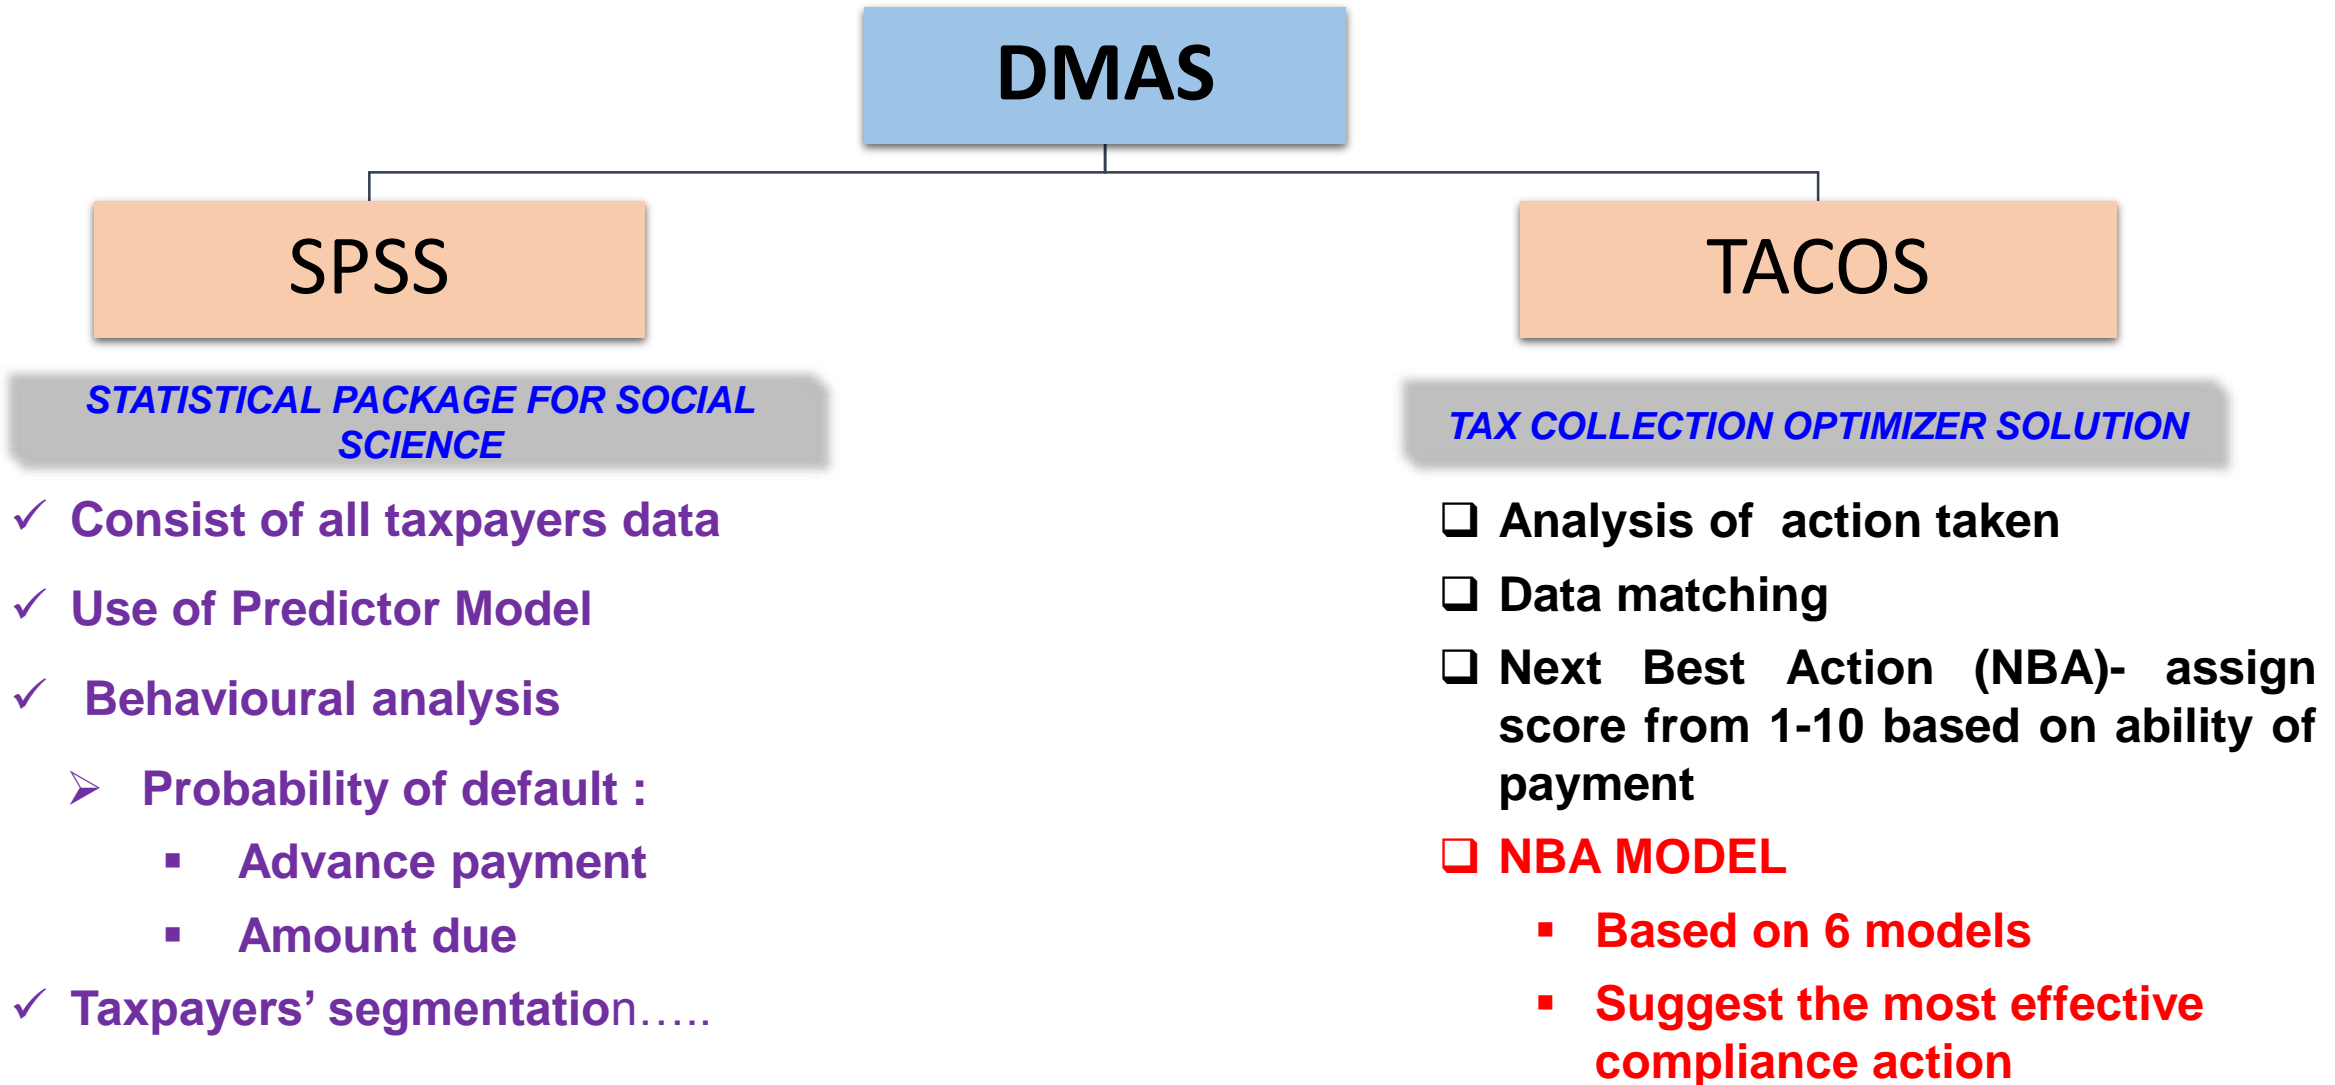 DMAS
SPSS
STATISTICAL PACKAGE FOR SOCIAL
SCIENCE
✓ Consist of all taxpayers data
✓ Use of Predictor Model
✓ Behavioural analysis
➢ Probability of default :
▪ Advance payment
▪ Amount due
✓ Taxpayers’ segmentation…..
TACOS
TAX COLLECTION OPTIMIZER SOLUTION
❑ Analysis of action taken
❑ Data matching
❑ Next Best Action (NBA)- assign
score from 1-10 based on ability of
payment
❑ NBA MODEL
▪ Based on 6 models
▪ Suggest the most effective
compliance action